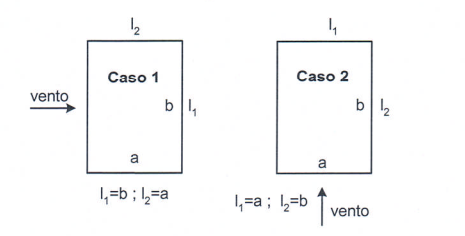 l₂
Caso 1
vento
b
l₁
a
l₁=b ; l₂=a
l₁
Caso 2
b
l₂
a
l₁=a ; l₂=b
vento